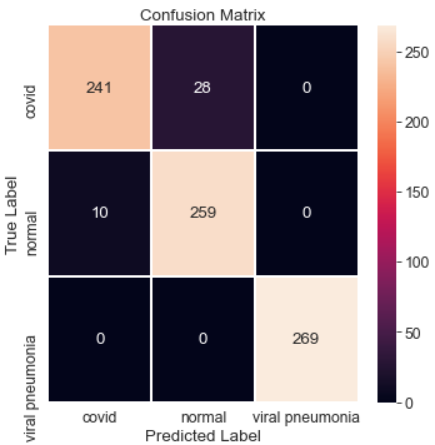 Confusion Matrix
True Label
covid
241 28 0
normal
10 259 0
viral pneumonia
0 0 269
covid normal viral pneumonia
Predicted Label
250
200
150
100
50
0